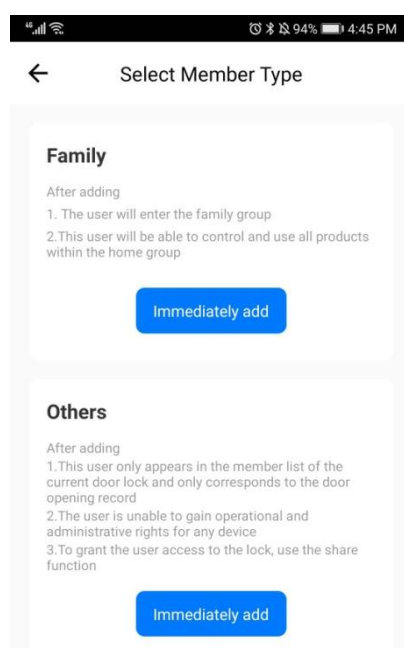 46 94% 4:45 PM
Select Member Type
Family
After adding
1. The user will enter the family group
2.This user will be able to control and use all products
within the home group
Immediately add
Others
After adding
1.This user only appears in the member list of the
current door lock and only corresponds to the door
opening record
2.The user is unable to gain operational and
administrative rights for any device
3.To grant the user access to the lock, use the share
function
Immediately add